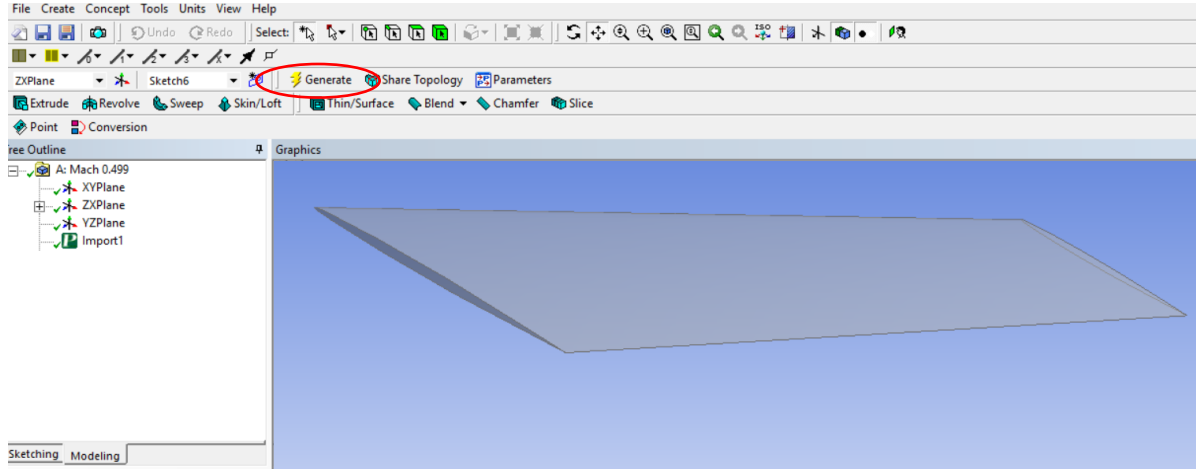 File Create Concept Tools Units View Help
Undo Redo Select: ISO
ZXPlane Sketch6 Generate Share Topology Parameters
Extrude Revolve Sweep Skin/Loft Thin/Surface Blend Chamfer Slice
Point Conversion
ree Outline Graphics
A: Mach 0.499
XYPlane
ZXPlane
YZPlane
Import1
Sketching Modeling